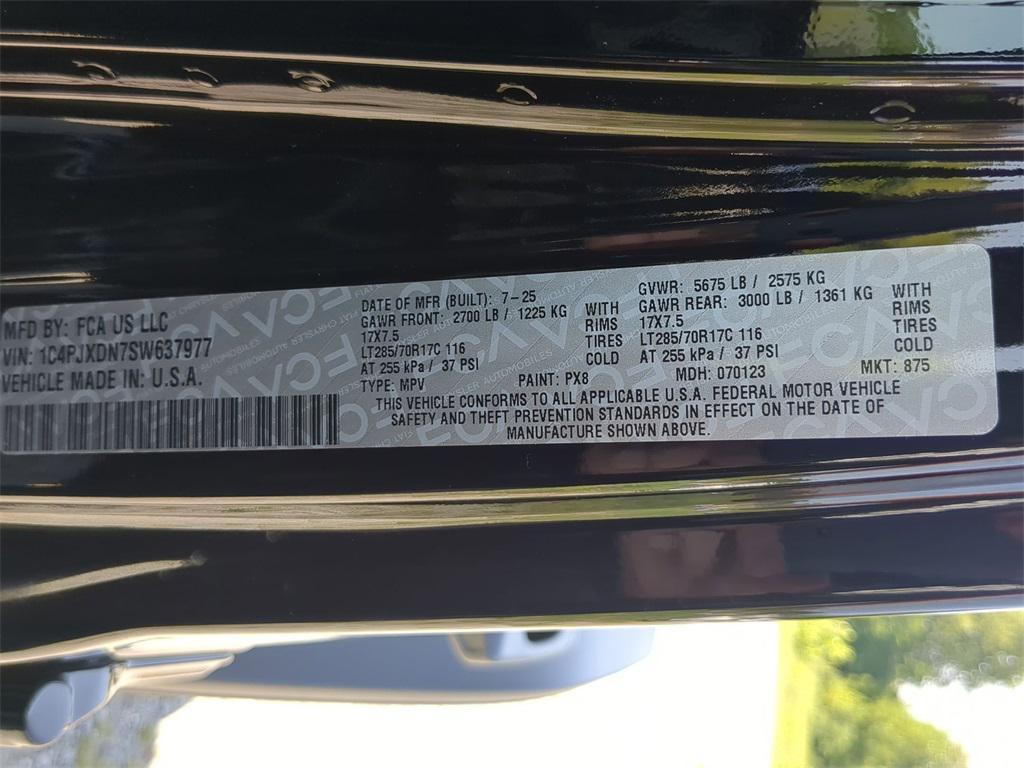 MFD BY: FCA US LLC
VIN: 1C4PJXDN7SW637977
VEHICLE MADE IN: U.S.A.
DATE OF MFR (BUILT): 7-25
GAWR FRONT: 2700 LB / 1225 KG WITH
17X7.5 RIMS
LT285/70R17C 116 TIRES
AT 255 kPa / 37 PSI COLD
GVWR: 5675 LB / 2575 KG
GAWR REAR: 3000 LB / 1361 KG WITH
17X7.5 RIMS
LT285/70R17C 116 TIRES
AT 255 kPa / 37 PSI COLD
TYPE: MPV PAINT: PX8 MDH: 070123 MKT: 875
THIS VEHICLE CONFORMS TO ALL APPLICABLE U.S.A. FEDERAL MOTOR VEHICLE
SAFETY AND THEFT PREVENTION STANDARDS IN EFFECT ON THE DATE OF
MANUFACTURE SHOWN ABOVE.